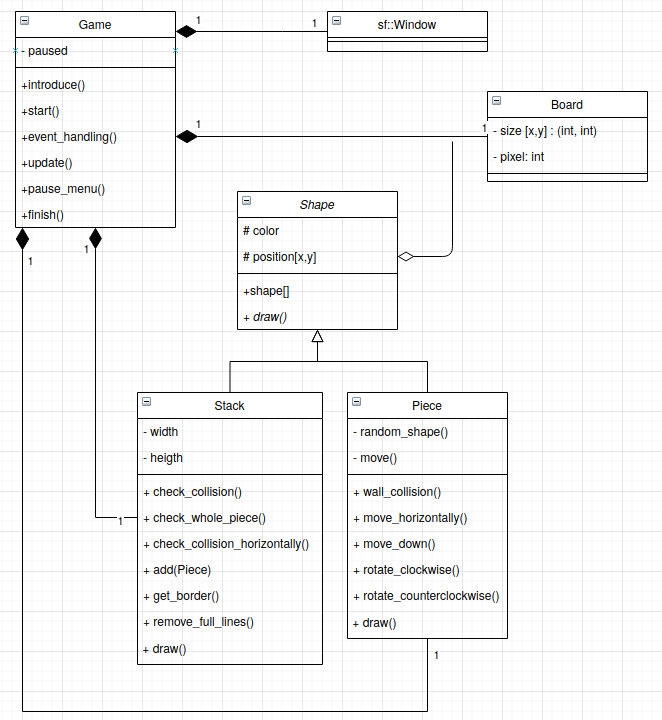 Game
- paused
+introduce()
+start()
+event_handling()
+update()
+pause_menu()
+finish()
1
1
sf::Window
1
1
Board
- size [x,y] : (int, int)
- pixel: int
Shape
# color
# position[x,y]
+shape[]
+ draw()
1
1
Stack
- width
- heigth
+ check_collision()
+ check_whole_piece()
+ check_collision_horizontally()
+ add(Piece)
+ get_border()
+ remove_full_lines()
+ draw()
1
Piece
- random_shape()
- move()
+ wall_collision()
+ move_horizontally()
+ move_down()
+ rotate_clockwise()
+ rotate_counterclockwise()
+ draw()
1